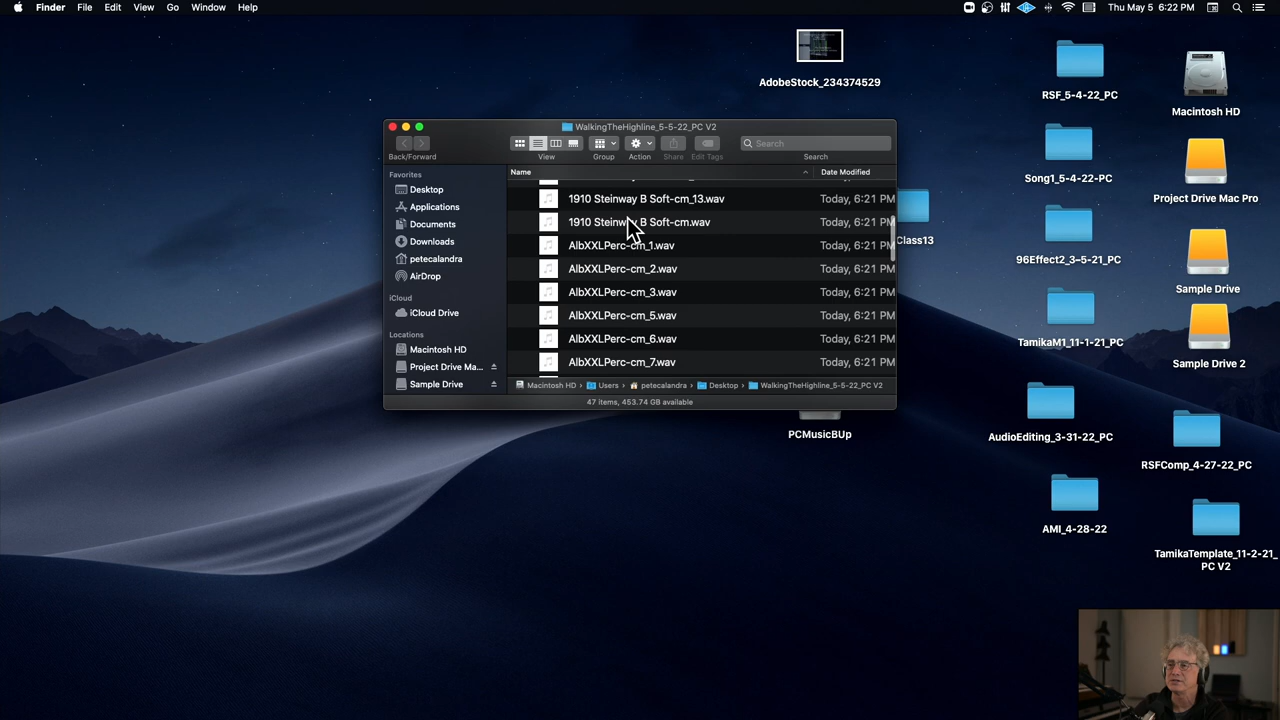 Finder File Edit View Go Window Help
Thu May 5 6:22 PM
AdobeStock_234374529
RSF_5-4-22_PC
Macintosh HD
Song1_5-4-22-PC
Project Drive Mac Pro
Class13
96Effect2_3–5-21_PC
Sample Drive
TamikaM1_11-1-21_PC
Sample Drive 2
PCMusicBUp
AudioEditing_3-31-22_PC
RSFComp_4-27-22_PC
AMI_4-28-22
TamikaTemplate_11-2-21_
PC V2
WalkingTheHighline_5-5-22_PC V2
Search
Back/Forward View Group Action Share Edit Tags Search
Favorites
Desktop
Applications
Documents
Downloads
petecalandra
AirDrop
iCloud
iCloud Drive
Locations
Macintosh HD
Project Drive Ma...
Sample Drive
Name Date Modified
1910 Steinway B Soft-cm_13.wav Today, 6:21 PM
1910 Steinway B Soft-cm.wav Today, 6:21 PM
AlbXXLPerc-cm_1.wav Today, 6:21 PM
AlbXXLPerc-cm_2.wav Today, 6:21 PM
AlbXXLPerc-cm_3.wav Today, 6:21 PM
AlbXXLPerc-cm_5.wav Today, 6:21 PM
AlbXXLPerc-cm_6.wav Today, 6:21 PM
AlbXXLPerc-cm_7.wav Today, 6:21 PM
Macintosh HD › Users › petecalandra › Desktop › WalkingTheHighline_5-5-22_PC V2
47 items, 453.74 GB available